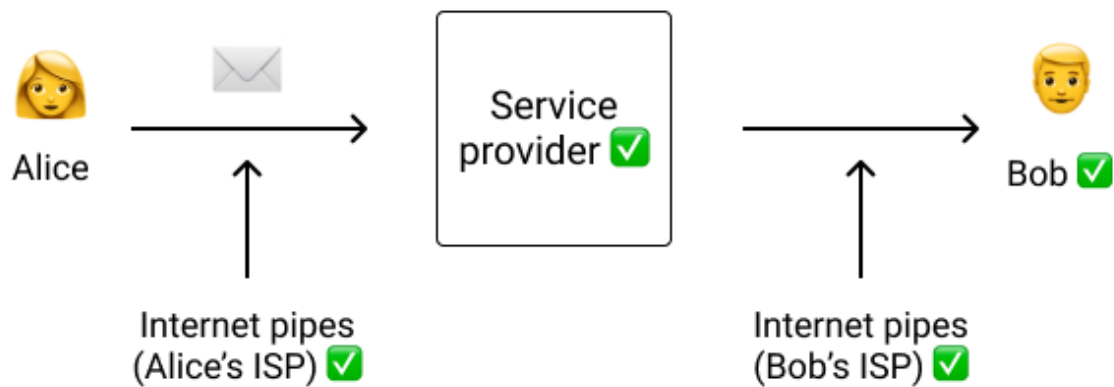 Alice
Service
provider ✅
Bob ✅
Internet pipes
(Alice’s ISP) ✅
Internet pipes
(Bob’s ISP) ✅